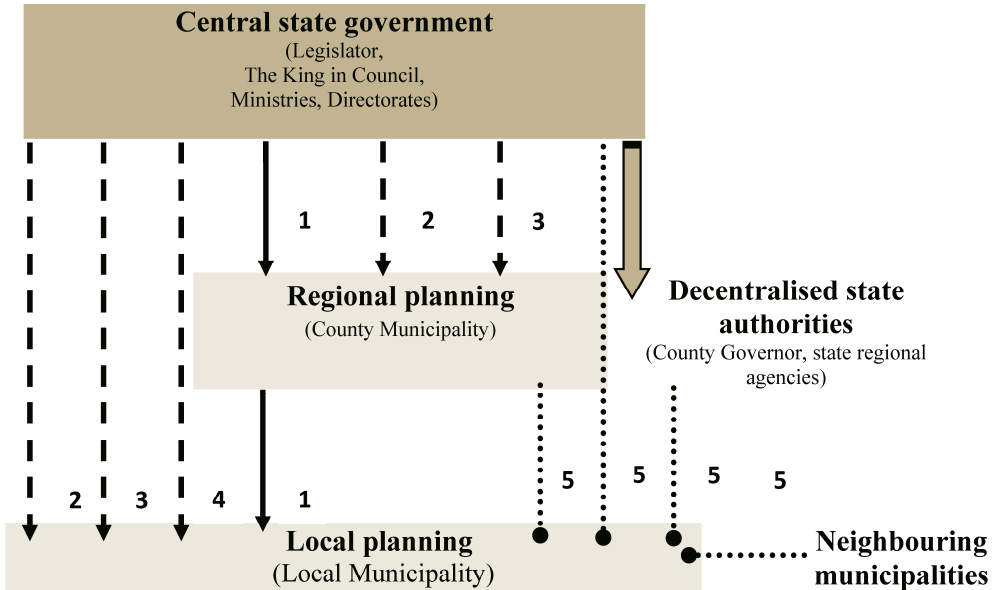 Central state government
(Legislator,
The King in Council,
Ministries, Directorates)
1
2
3
Regional planning
(County Municipality)
Decentralised state
authorities
(County Governor, state regional
agencies)
2
3
4
1
5
5
5
5
Local planning
(Local Municipality)
Neighbouring
municipalities